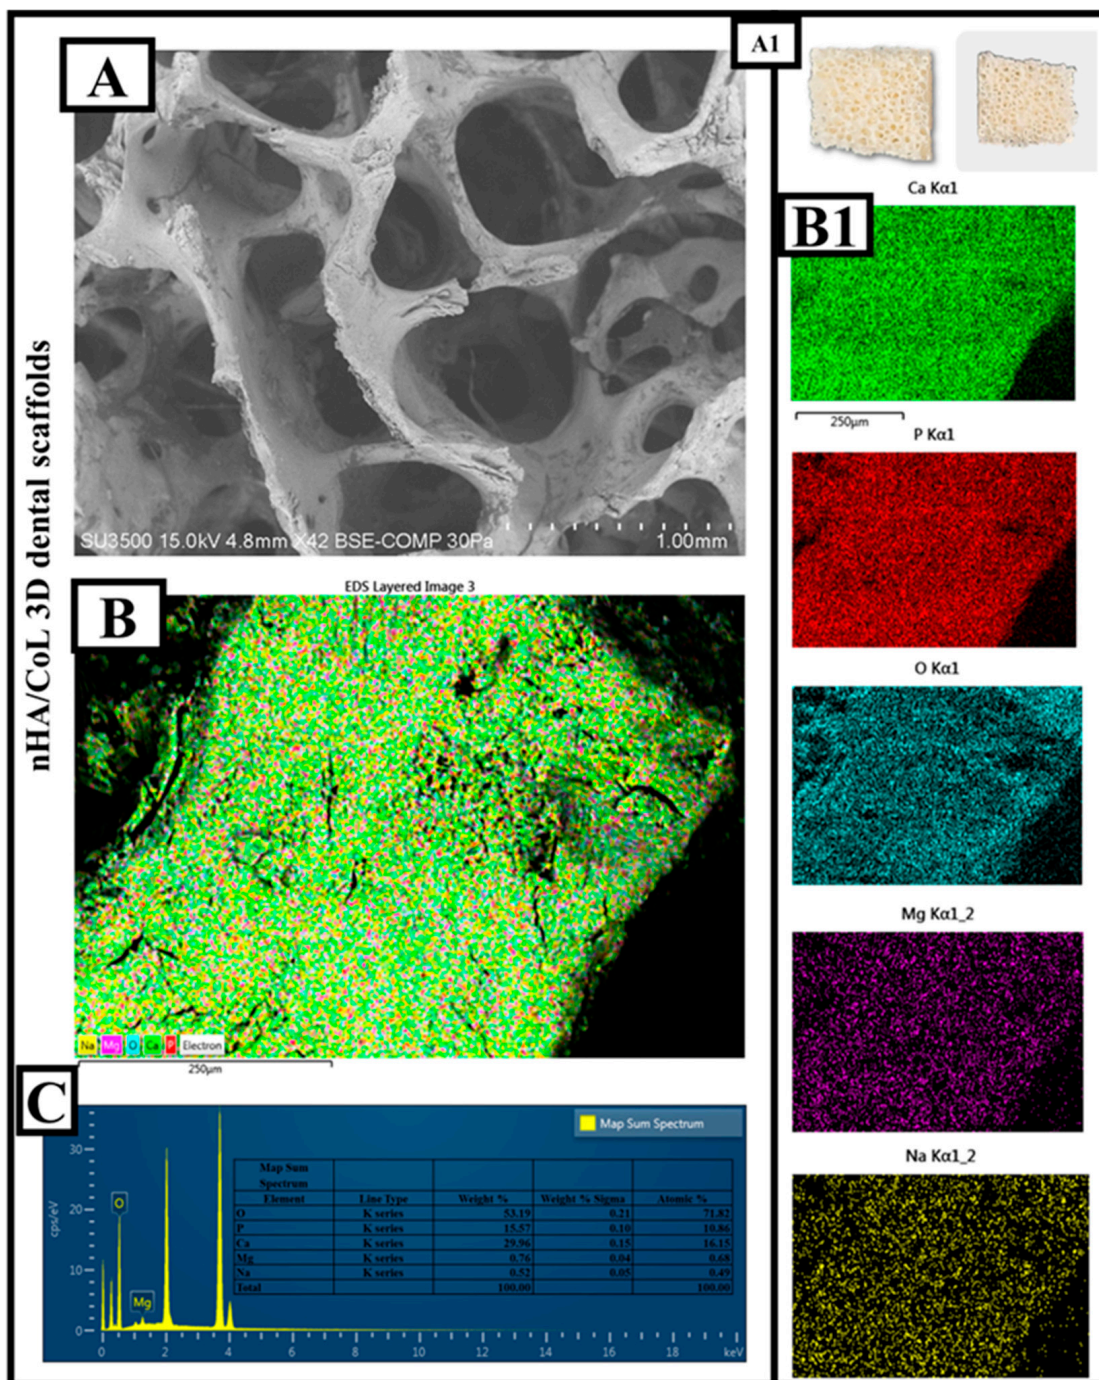 A
A1
nHA/CoL 3D dental scaffolds
SU3500 15.0kV 4.8mm X42 BSE-COMP 30Pa 1.00mm
Ca Kα1
B1
250µm
P Kα1
O Kα1
Mg Kα1_2
Na Kα1_2
EDS Layered Image 3
B
Na Mg O Ca P Electron
250µm
C
Map Sum Spectrum
cps/eV
30
20
10
0
O
Mg
Map Sum
Spectrum
Element Line Type Weight % Weight % Sigma Atomic %
O K series 53.19 0.21 71.82
P K series 15.57 0.10 10.86
Ca K series 29.96 0.15 16.15
Mg K series 0.76 0.04 0.68
Na K series 0.52 0.05 0.49
Total 100.00 100.00
0 2 4 6 8 10 12 14 16 18 keV